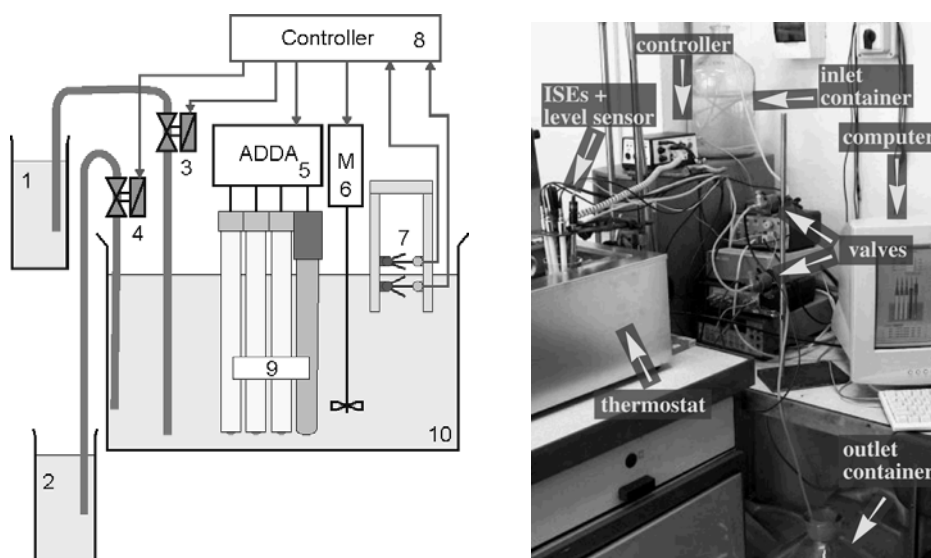 Controller 8
1
3
ADDA
5
M
6
4
7
9
10
2
controller
inlet
container
ISEs +
level sensor
computer
valves
thermostat
outlet
container